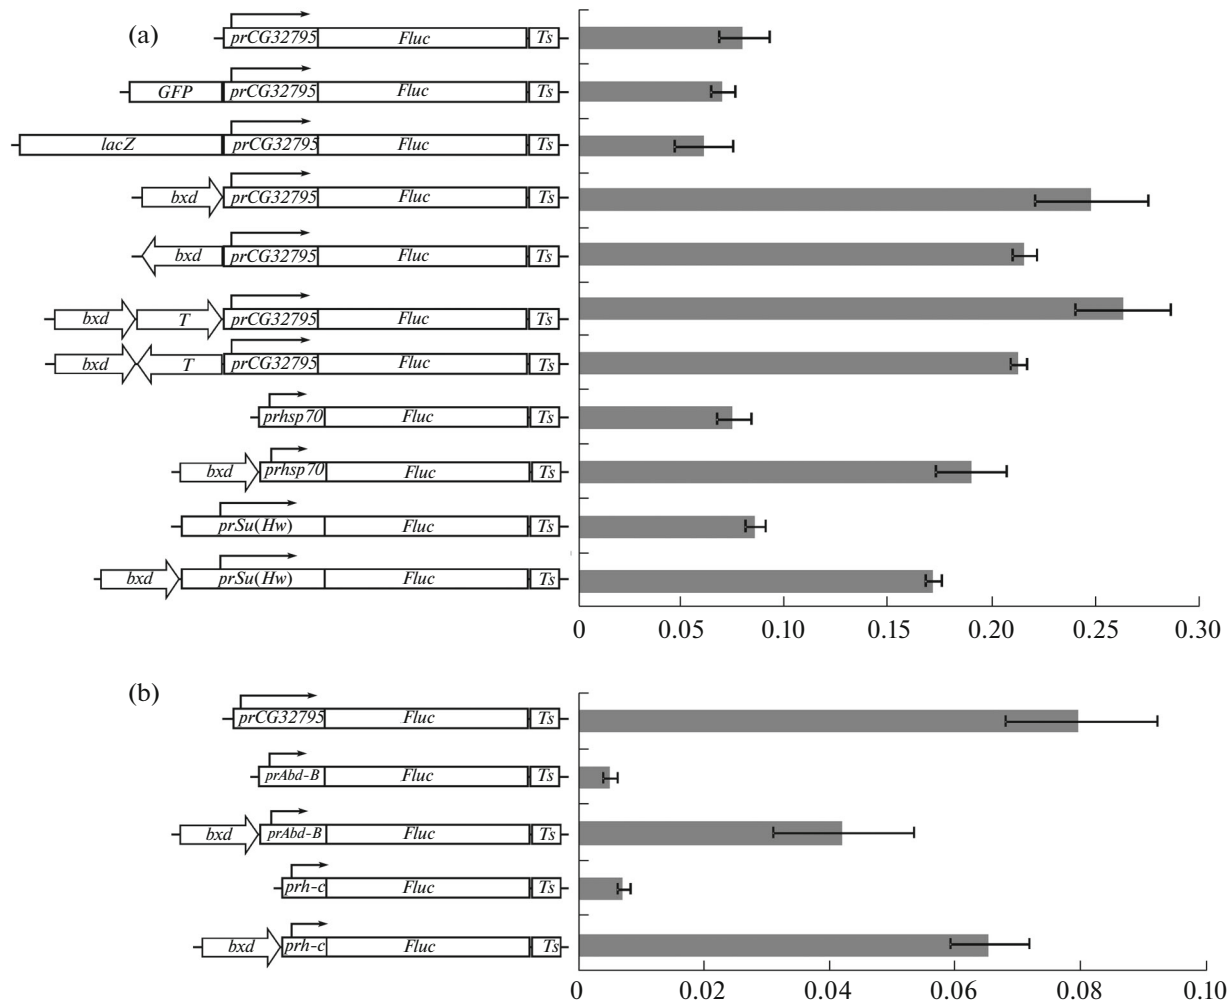 (a) prCG32795 Fluc Ts
GFP prCG32795 Fluc Ts
lacZ prCG32795 Fluc Ts
bxd prCG32795 Fluc Ts
bxd prCG32795 Fluc Ts
bxd T prCG32795 Fluc Ts
bxd T prCG32795 Fluc Ts
prhsp70 Fluc Ts
bxd prhsp70 Fluc Ts
prSu(Hw) Fluc Ts
bxd prSu(Hw) Fluc Ts
0 0.05 0.10 0.15 0.20 0.25 0.30
(b) prCG32795 Fluc Ts
prAbd-B Fluc Ts
bxd prAbd-B Fluc Ts
prh-c Fluc Ts
bxd prh-c Fluc Ts
0 0.02 0.04 0.06 0.08 0.10